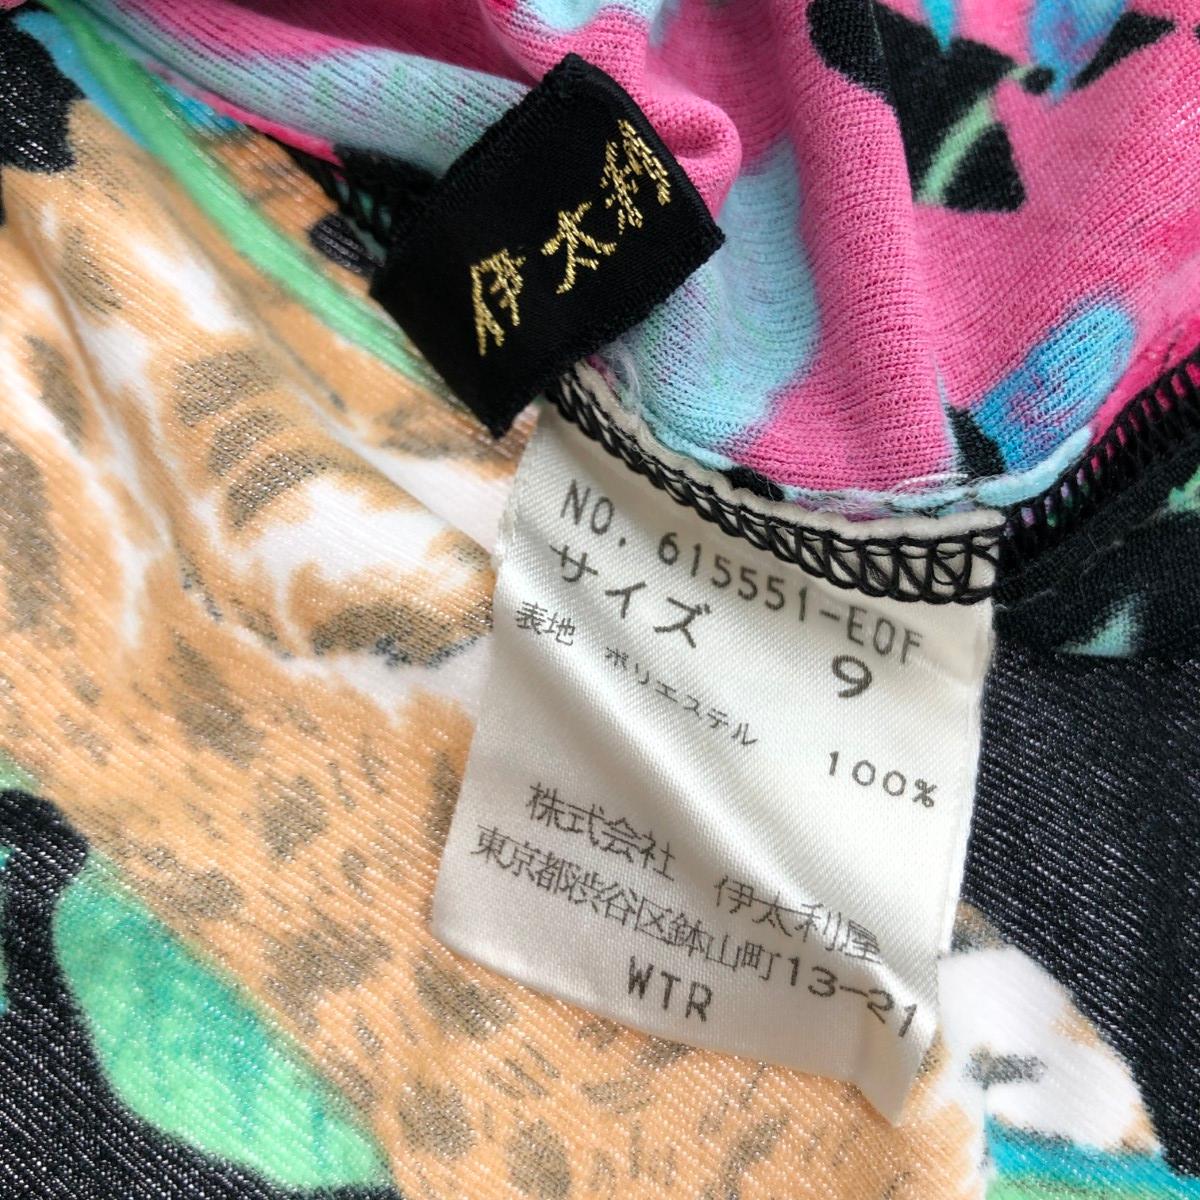 伊太利
NO. 615551-E0F
サイズ 9
表地 ポリエステル 100%
株式会社 伊太利屋
東京都渋谷区鉢山町13-21
WTR